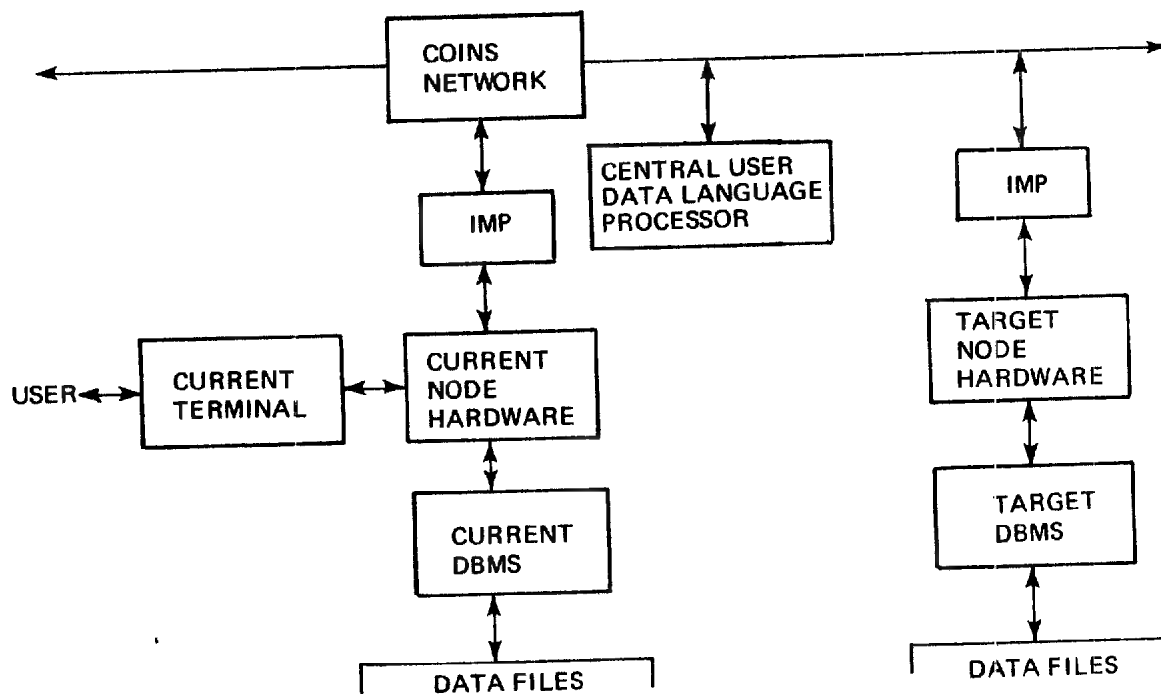 COINS
NETWORK
CENTRAL USER
DATA LANGUAGE
PROCESSOR
IMP
IMP
USER
CURRENT
TERMINAL
CURRENT
NODE
HARDWARE
TARGET
NODE
HARDWARE
CURRENT
DBMS
TARGET
DBMS
DATA FILES
DATA FILES